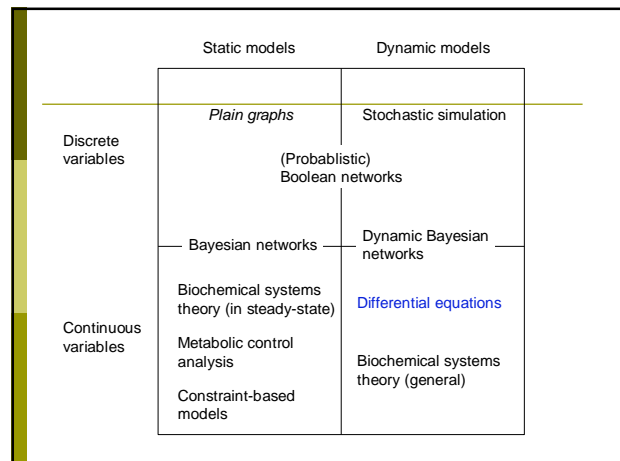 Static models
Dynamic models
Plain graphs
Stochastic simulation
Discrete
variables
(Probablistic)
Boolean networks
Bayesian networks
Dynamic Bayesian
networks
Biochemical systems
theory (in steady-state)
Differential equations
Continuous
variables
Metabolic control
analysis
Biochemical systems
theory (general)
Constraint-based
models